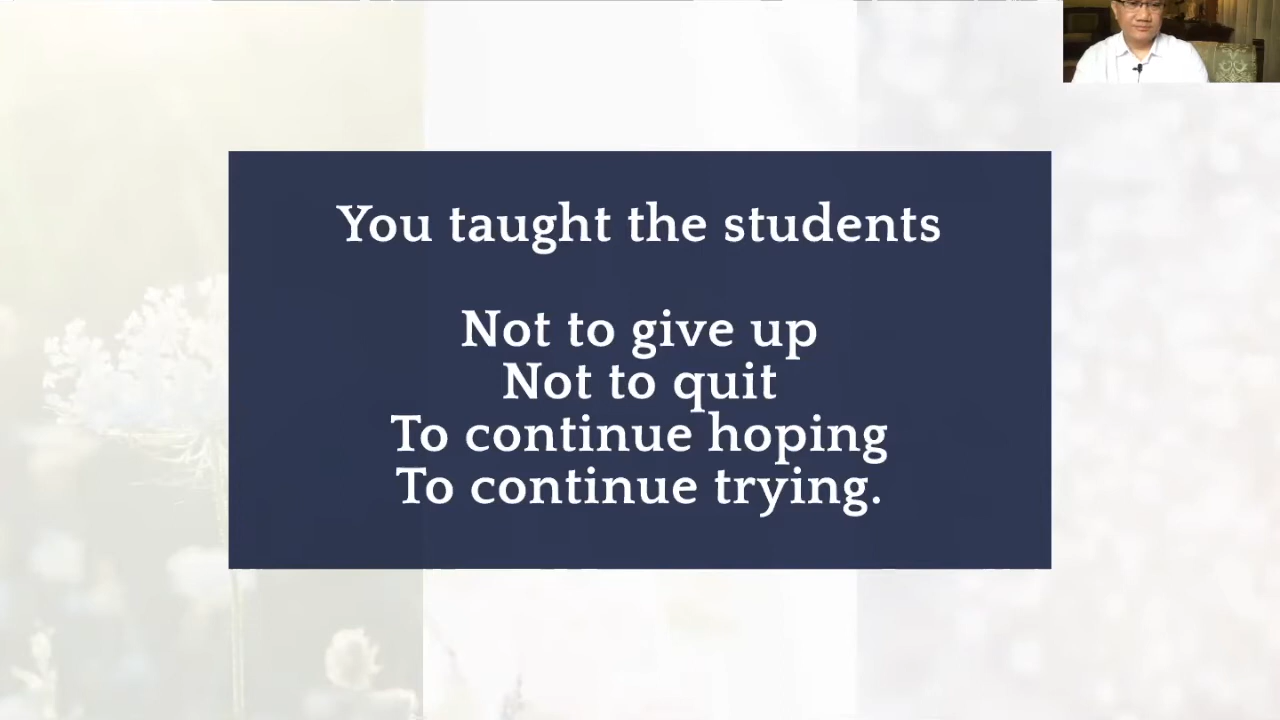 You taught the students
Not to give up
Not to quit
To continue hoping
To continue trying.